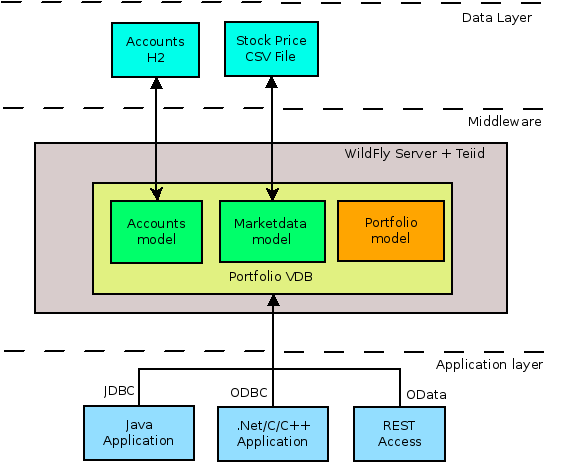 Data Layer
Accounts
H2
Stock Price
CSV File
Middleware
WildFly Server + Teiid
Accounts
model
Marketdata
model
Portfolio
model
Portfolio VDB
Application layer
JDBC
ODBC
OData
Java
Application
.Net/C/C++
Application
REST
Access